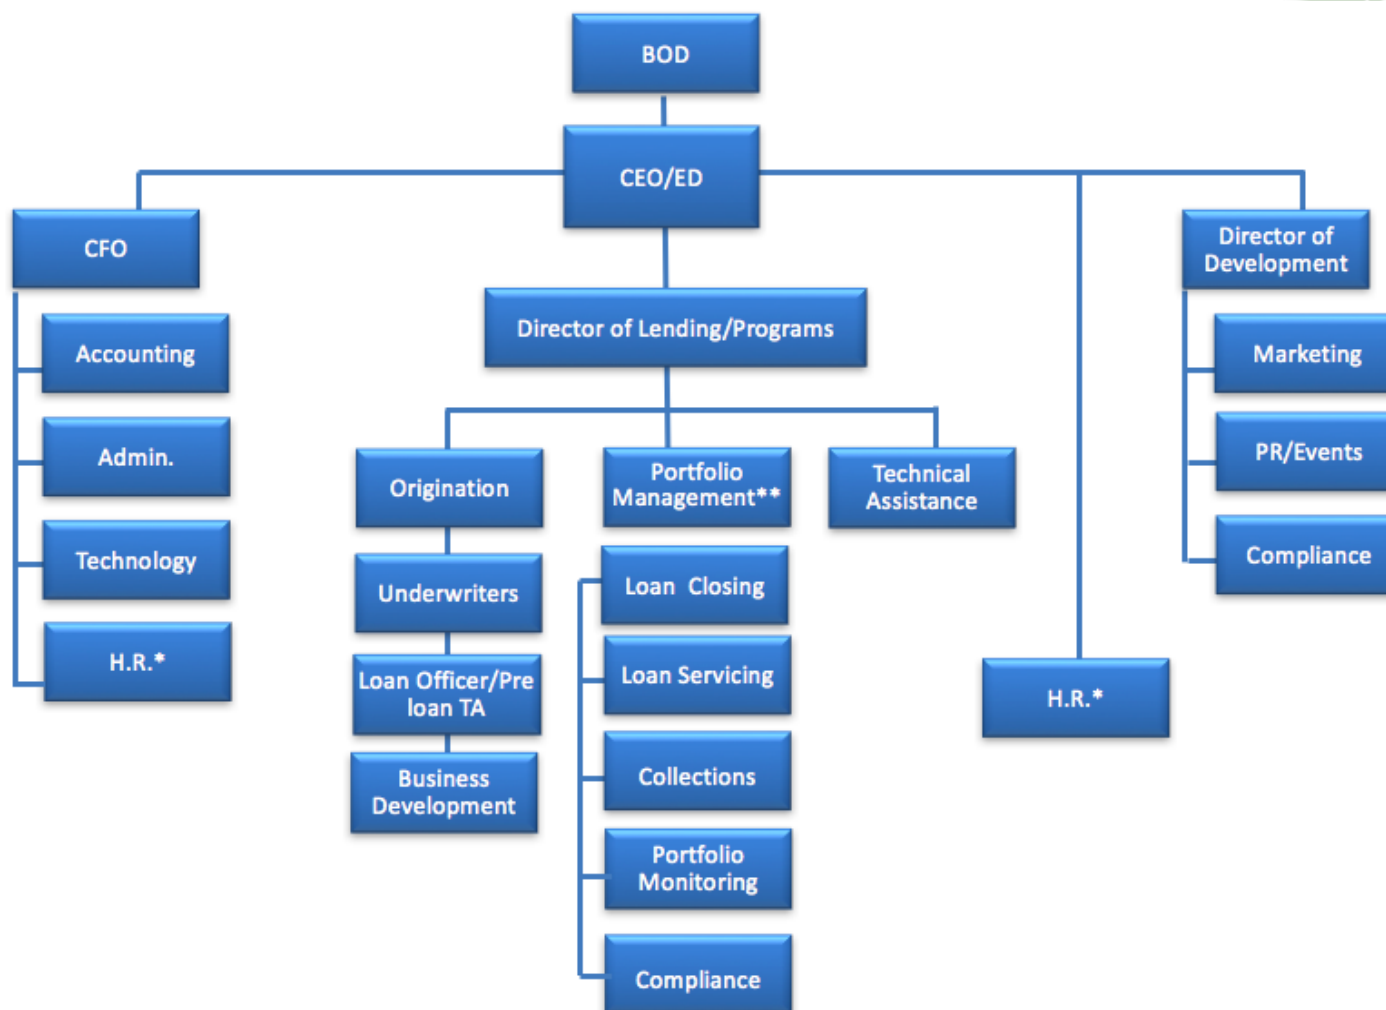 BOD
CEO/ED
CFO
Director of
Development
Accounting
Admin.
Technology
H.R.*
Director of Lending/Programs
Origination
Underwriters
Loan Officer/Pre
loan TA
Business
Development
Portfolio
Management**
Loan  Closing
Loan Servicing
Collections
Portfolio
Monitoring
Compliance
Technical
Assistance
H.R.*
Marketing
PR/Events
Compliance